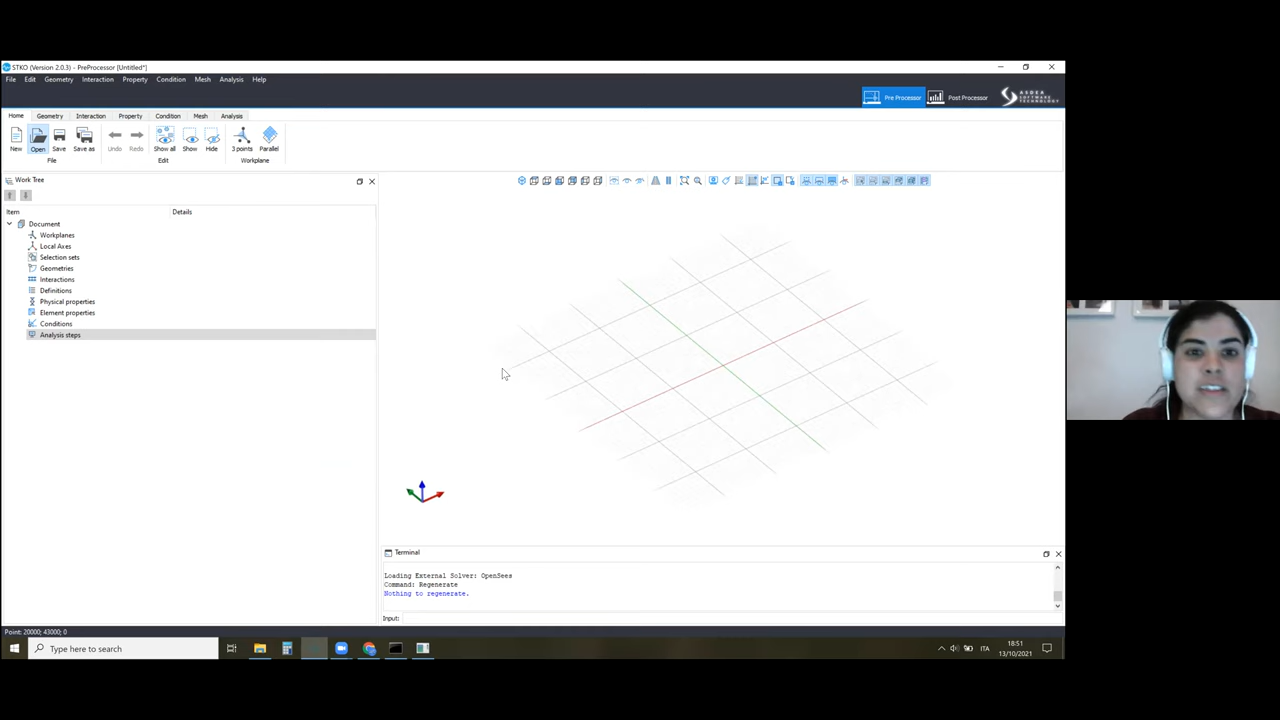 STKO (Version 2.0.3) - PreProcessor [Untitled*]
File Edit Geometry Interaction Property Condition Mesh Analysis Help
Pre Processor Post Processor ASDEA SOFTWARE TECHNOLOGY
Home Geometry Interaction Property Condition Mesh Analysis
New Open Save Save as Undo Redo Show all Show Hide 3 points Parallel
File Edit Workplane
Work Tree
Item Details
Document
Workplanes
Local Axes
Selection sets
Geometries
Interactions
Definitions
Physical properties
Element properties
Conditions
Analysis steps
Terminal
Loading External Solver: OpenSees
Command: Regenerate
Nothing to regenerate.
Input:
Point: 20000; 43000; 0
Type here to search
ITA
18:51
13/10/2021